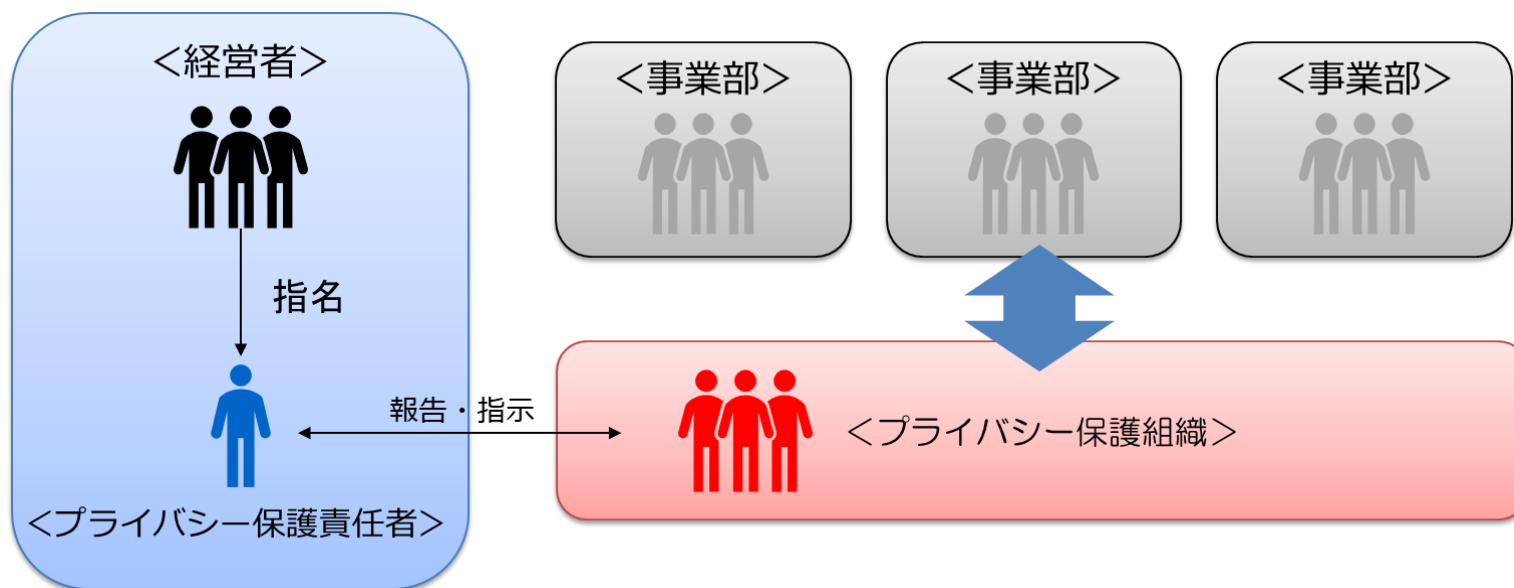 ＜経営者＞
指名
＜プライバシー保護責任者＞
報告・指示
＜事業部＞
＜事業部＞
＜事業部＞
＜プライバシー保護組織＞